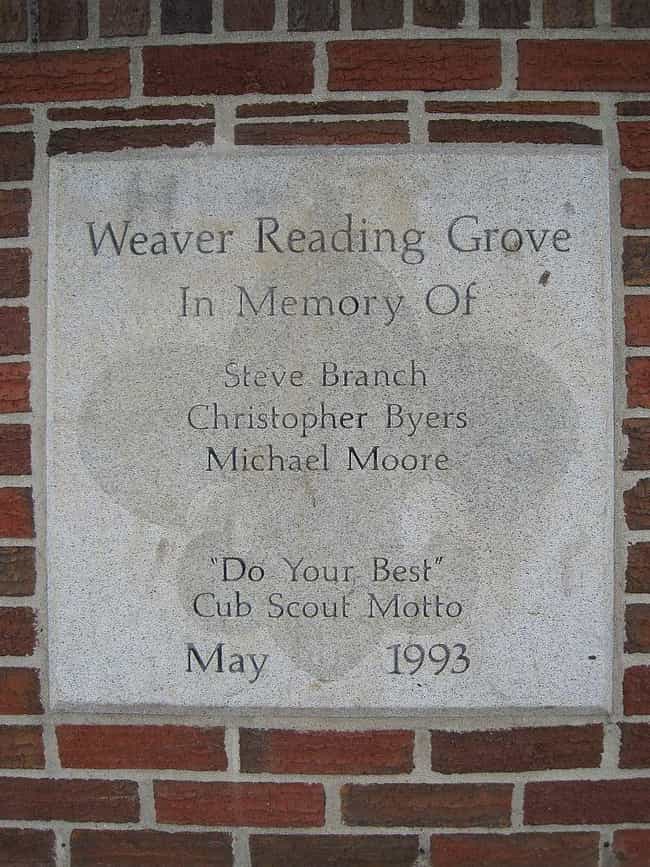 Weaver Reading Grove
In Memory Of
Steve Branch
Christopher Byers
Michael Moore
"Do Your Best"
Cub Scout Motto
May 1993